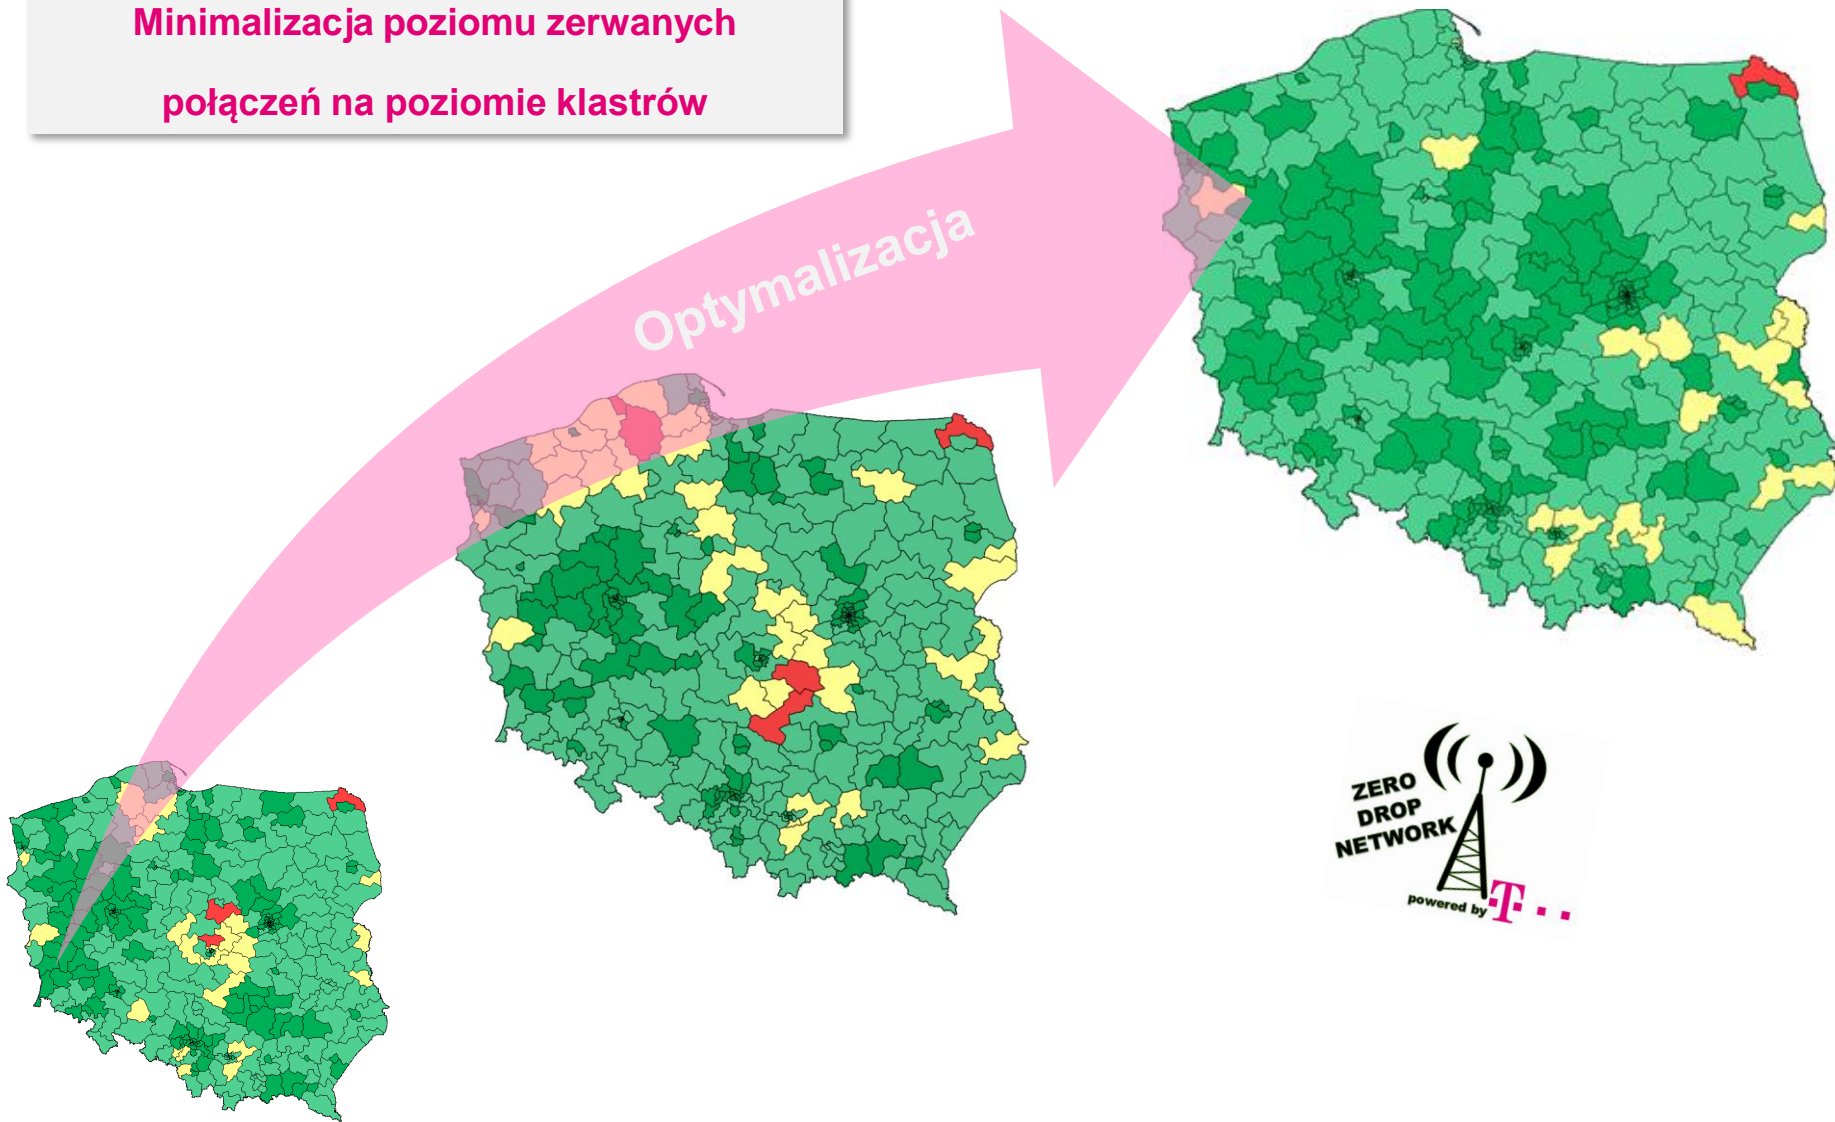 Minimalizacja poziomu zerwanych
połączeń na poziomie klastrów
Optymalizacja
ZERO
DROP
NETWORK
powered by
T